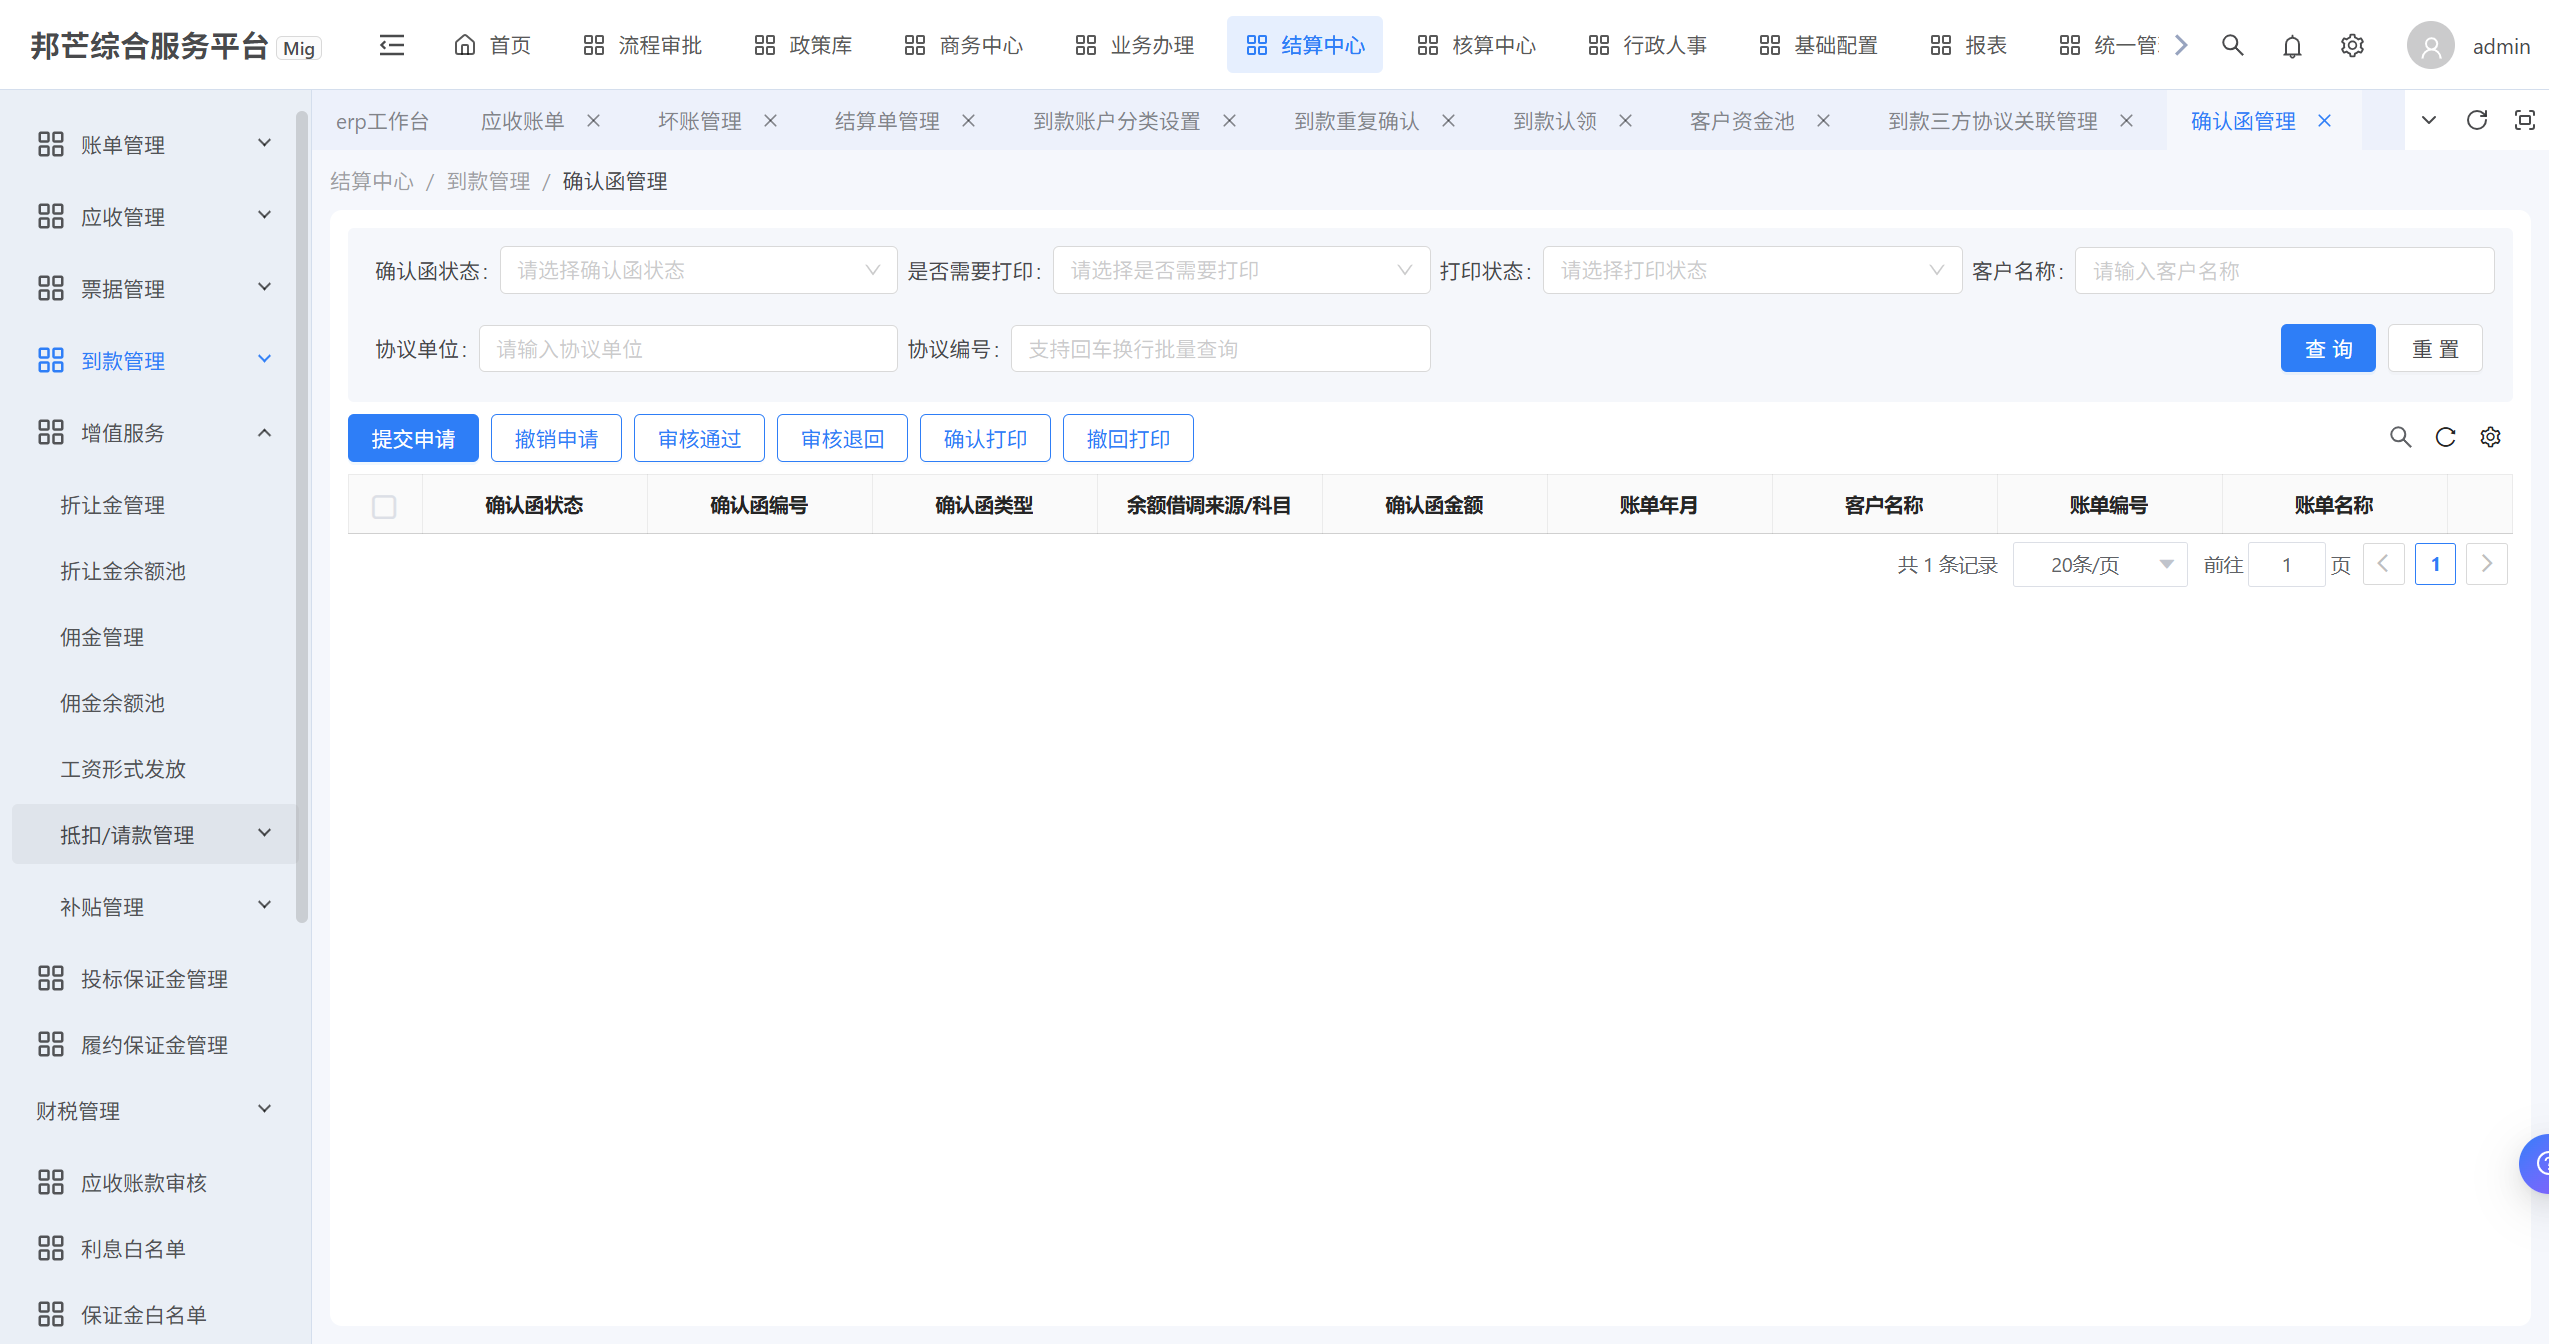 邦芒综合服务平台 Mig
首页 流程审批 政策库 商务中心 业务办理 结算中心 核算中心 行政人事 基础配置 报表 统一管 admin
erp工作台 应收账单 坏账管理 结算单管理 到款账户分类设置 到款重复确认 到款认领 客户资金池 到款三方协议关联管理 确认函管理
结算中心 / 到款管理 / 确认函管理
账单管理
应收管理
票据管理
到款管理
增值服务
折让金管理
折让金余额池
佣金管理
佣金余额池
工资形式发放
抵扣/请款管理
补贴管理
投标保证金管理
履约保证金管理
财税管理
应收账款审核
利息白名单
保证金白名单
确认函状态: 请选择确认函状态 是否需要打印: 请选择是否需要打印 打印状态: 请选择打印状态 客户名称: 请输入客户名称
协议单位: 请输入协议单位 协议编号: 支持回车换行批量查询 查 询 重 置
提交申请 撤销申请 审核通过 审核退回 确认打印 撤回打印
确认函状态 确认函编号 确认函类型 余额借调来源/科目 确认函金额 账单年月 客户名称 账单编号 账单名称
共 1 条记录 20条/页 前往 1 页 1